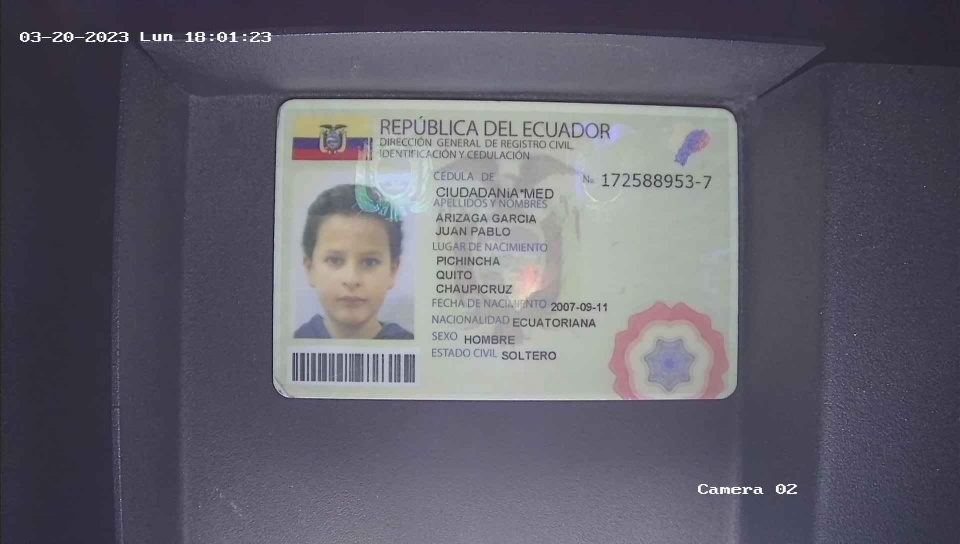 03-20-2023 Lun 18:01:23
REPÚBLICA DEL ECUADOR
DIRECCIÓN GENERAL DE REGISTRO CIVIL,
IDENTIFICACIÓN Y CEDULACIÓN
CÉDULA DE
No. 172588953-7
CIUDADANíA*MED
APELLIDOS Y NOMBRES
ARIZAGA GARCIA
JUAN PABLO
LUGAR DE NACIMIENTO
PICHINCHA
QUITO
CHAUPICRUZ
FECHA DE NACIMIENTO 2007-09-11
NACIONALIDAD ECUATORIANA
SEXO HOMBRE
ESTADO CIVIL SOLTERO
Camera 02